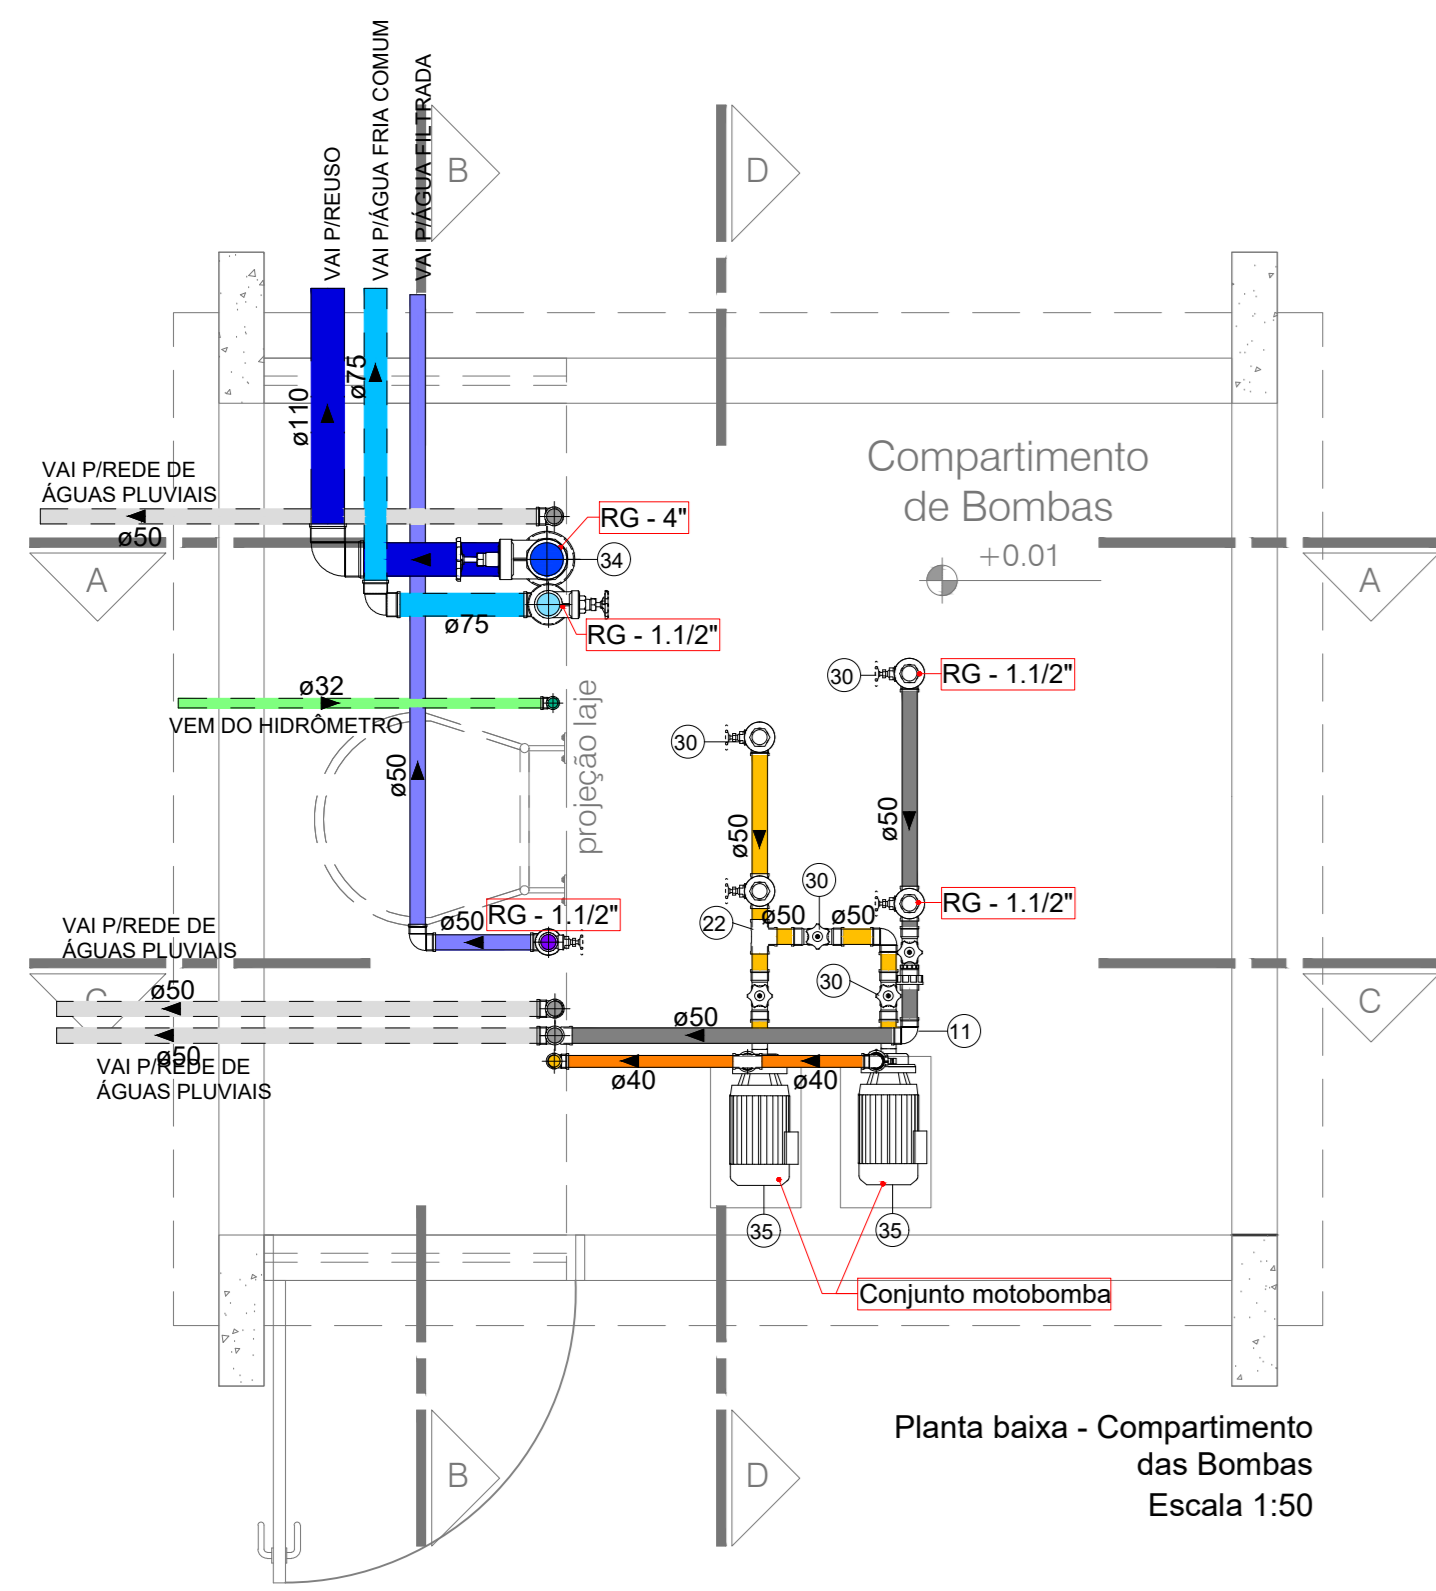 VAI P/REUSO
VAI P/ÁGUA FRIA COMUM
VAI P/ÁGUA FILTRADA
B
D
ø110
ø75
Compartimento
de Bombas
+0.01
VAI P/REDE DE
ÁGUAS PLUVIAIS
ø50
RG - 4"
34
A
A
ø75
RG - 1.1/2"
ø32
VEM DO HIDRÔMETRO
projeção laje
30
RG - 1.1/2"
30
ø50
ø50
ø50
30
RG - 1.1/2"
ø50
RG - 1.1/2"
22
ø50
ø50
VAI P/REDE DE
ÁGUAS PLUVIAIS
C
C
ø50
30
ø50
11
ø50
VAI P/REDE DE
ÁGUAS PLUVIAIS
ø40
ø40
35
35
Conjunto motobomba
B
D
Planta baixa - Compartimento
das Bombas
Escala 1:50